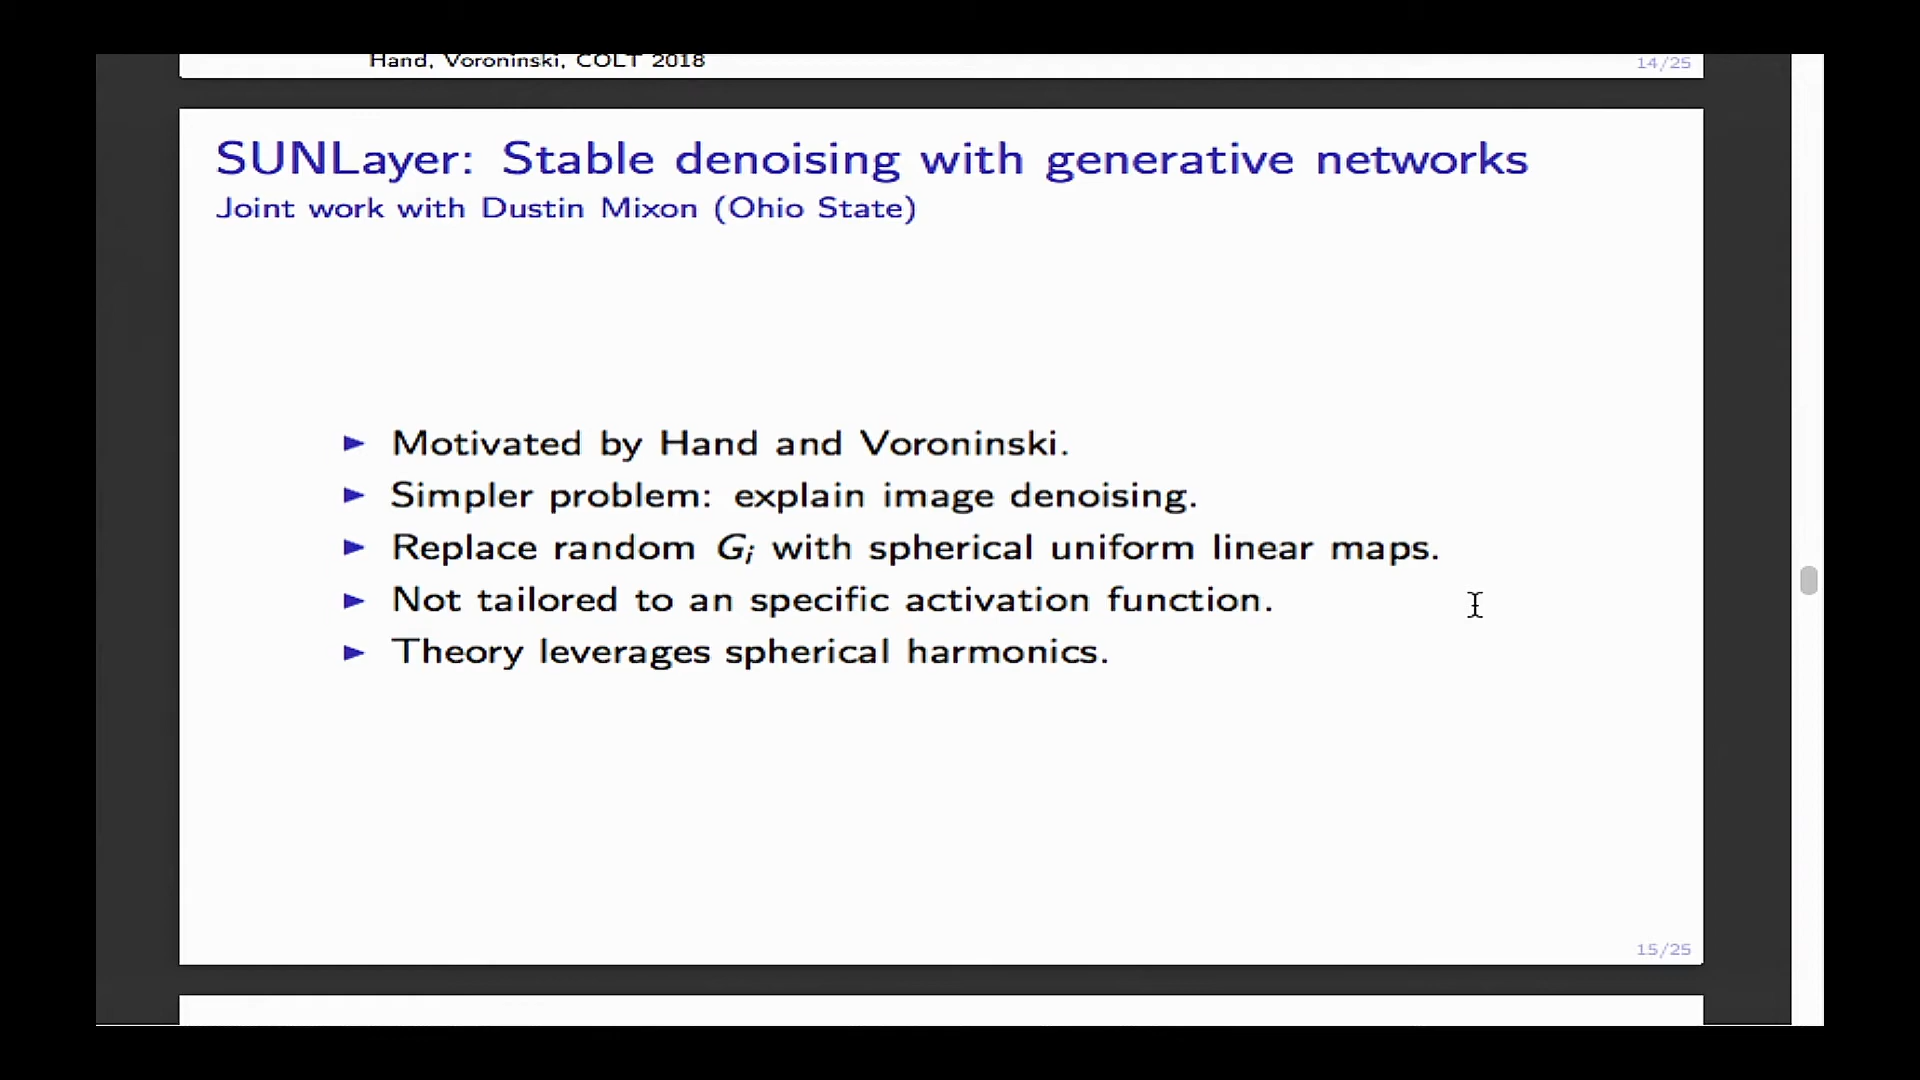 Hand, Voroninski, COLT 2018
14/25
SUNLayer: Stable denoising with generative networks
Joint work with Dustin Mixon (Ohio State)
► Motivated by Hand and Voroninski.
► Simpler problem: explain image denoising.
► Replace random Gᵢ with spherical uniform linear maps.
► Not tailored to an specific activation function.
► Theory leverages spherical harmonics.
15/25